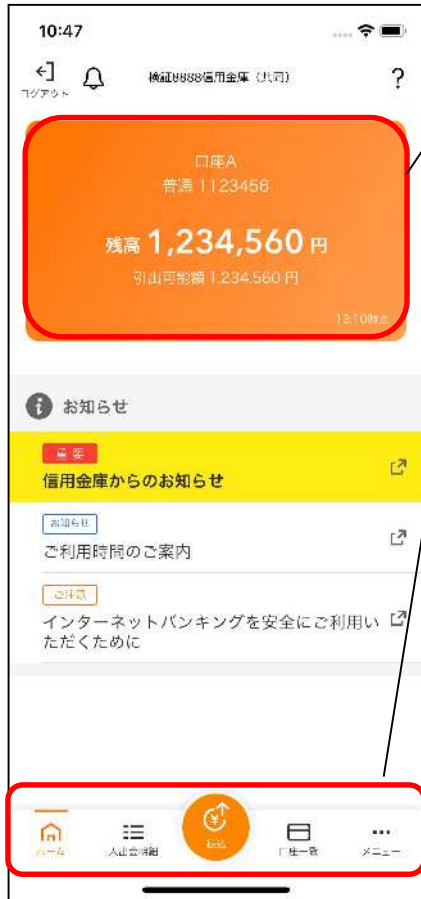 10:47
検証8888信用金庫（共同）
?
ログアウト
口座A
普通 1123456
残高 1,234,560 円
引出可能額 1,234,560 円
13:10時点
お知らせ
重要
信用金庫からのお知らせ
お知らせ
ご利用時間のご案内
ご注意
インターネットバンキングを安全にご利用い
ただくために
ホーム 入出金明細 振込 口座一覧 メニュー